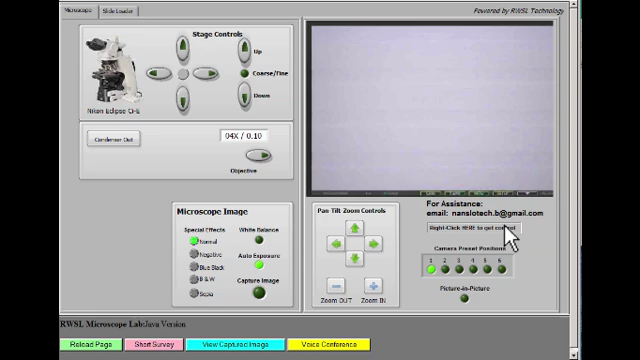 Microscope
Slide Loader
Powered by RWSL Technology
Stage Controls
Up
Coarse/Fine
Down
Nikon Eclipse Ci-E
Condenser Out
04X / 0.10
Objective
Microscope Image
Special Effects
White Balance
Normal
Negative
Auto Exposure
Blue Black
B & W
Capture Image
Sepia
Pan Tilt Zoom Controls
Zoom OUT
Zoom IN
For Assistance:
email: nanslotech.b@gmail.com
Right-Click HERE to get control
Camera Preset Positions
1 2 3 4 5 6
Picture-in-Picture
RWSL Microscope Lab:Java Version
Reload Page
Short Survey
View Captured Image
Voice Conference